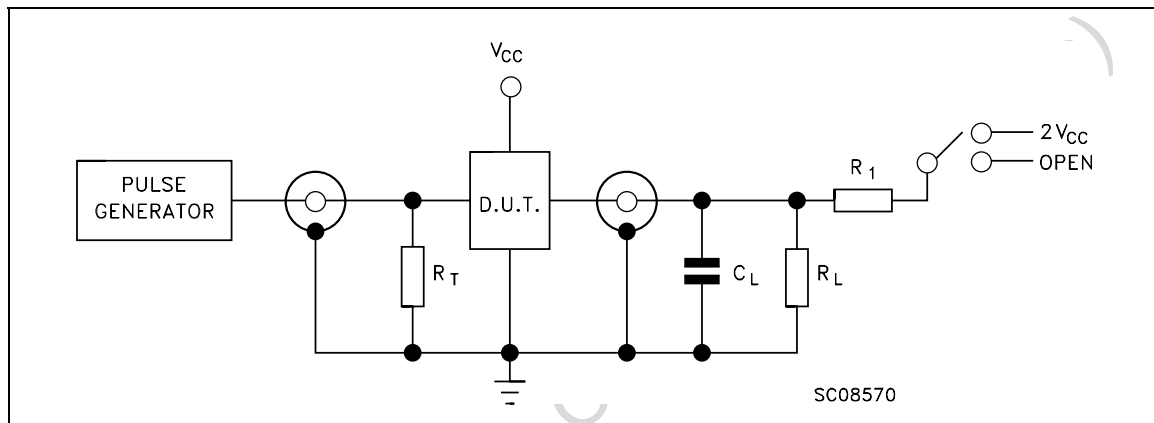 VCC
PULSE
GENERATOR
D.U.T.
RT
CL
RL
R1
2VCC
OPEN
SC08570